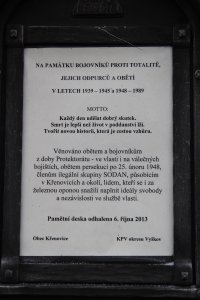 NA PAMÁTKU BOJOVNÍKŮ PROTI TOTALITĚ,
JEJICH ODPŮRCŮ A OBĚTÍ
V LETECH 1939 – 1945 a 1948 – 1989
MOTTO:
Každý den udělat dobrý skutek.
Smrt je lepší než život v poddanství lži.
Tvořit novou historii, která je cestou vzhůru.
Věnováno obětem a bojovníkům
z doby Protektorátu - ve vlasti i na válečných
bojištích, obětem persekucí po 25. únoru 1948,
členům ilegální skupiny SODAN, působícím
v Křenovicích a okolí, lidem, kteří se i za
železnou oponou snažili naplnit ideály svobody
a nezávislosti ve službě vlasti.
Pamětní deska odhalena 6. října 2013
Obec Křenovice KPV okresu Vyškov